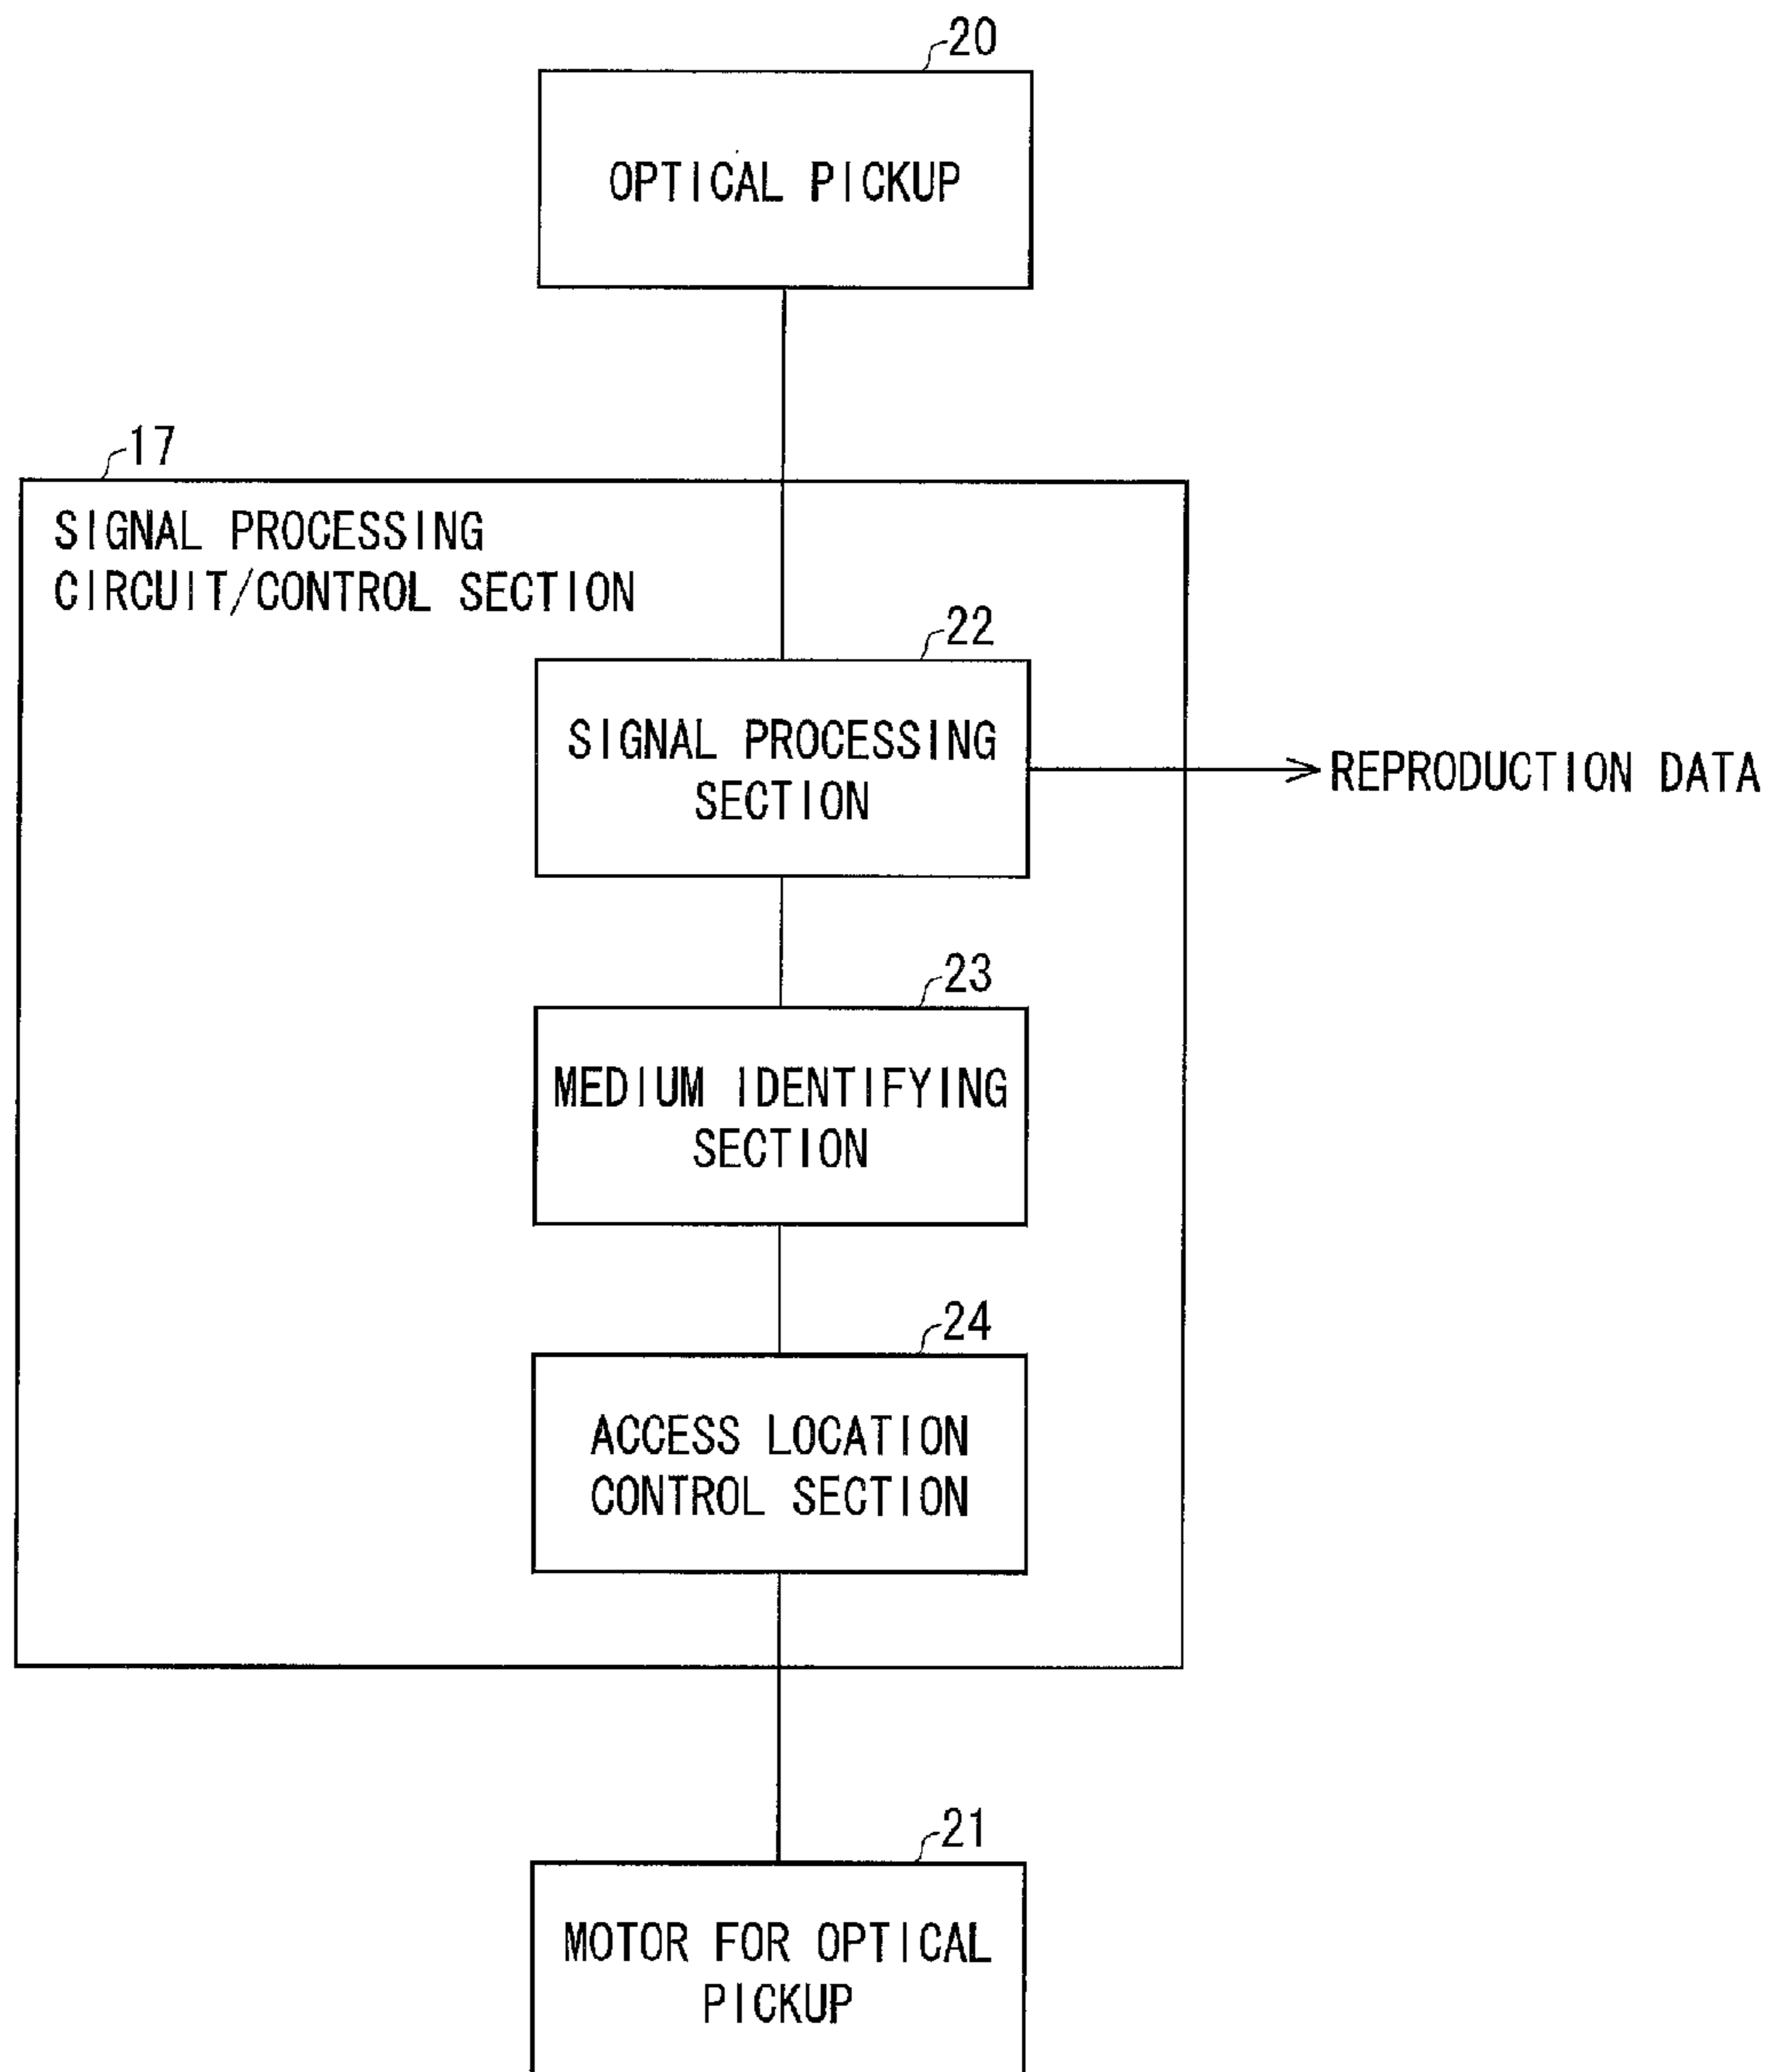 20
OPTICAL PICKUP
17
SIGNAL PROCESSING
CIRCUIT/CONTROL SECTION
22
SIGNAL PROCESSING
SECTION
REPRODUCTION DATA
23
MEDIUM IDENTIFYING
SECTION
24
ACCESS LOCATION
CONTROL SECTION
21
MOTOR FOR OPTICAL
PICKUP